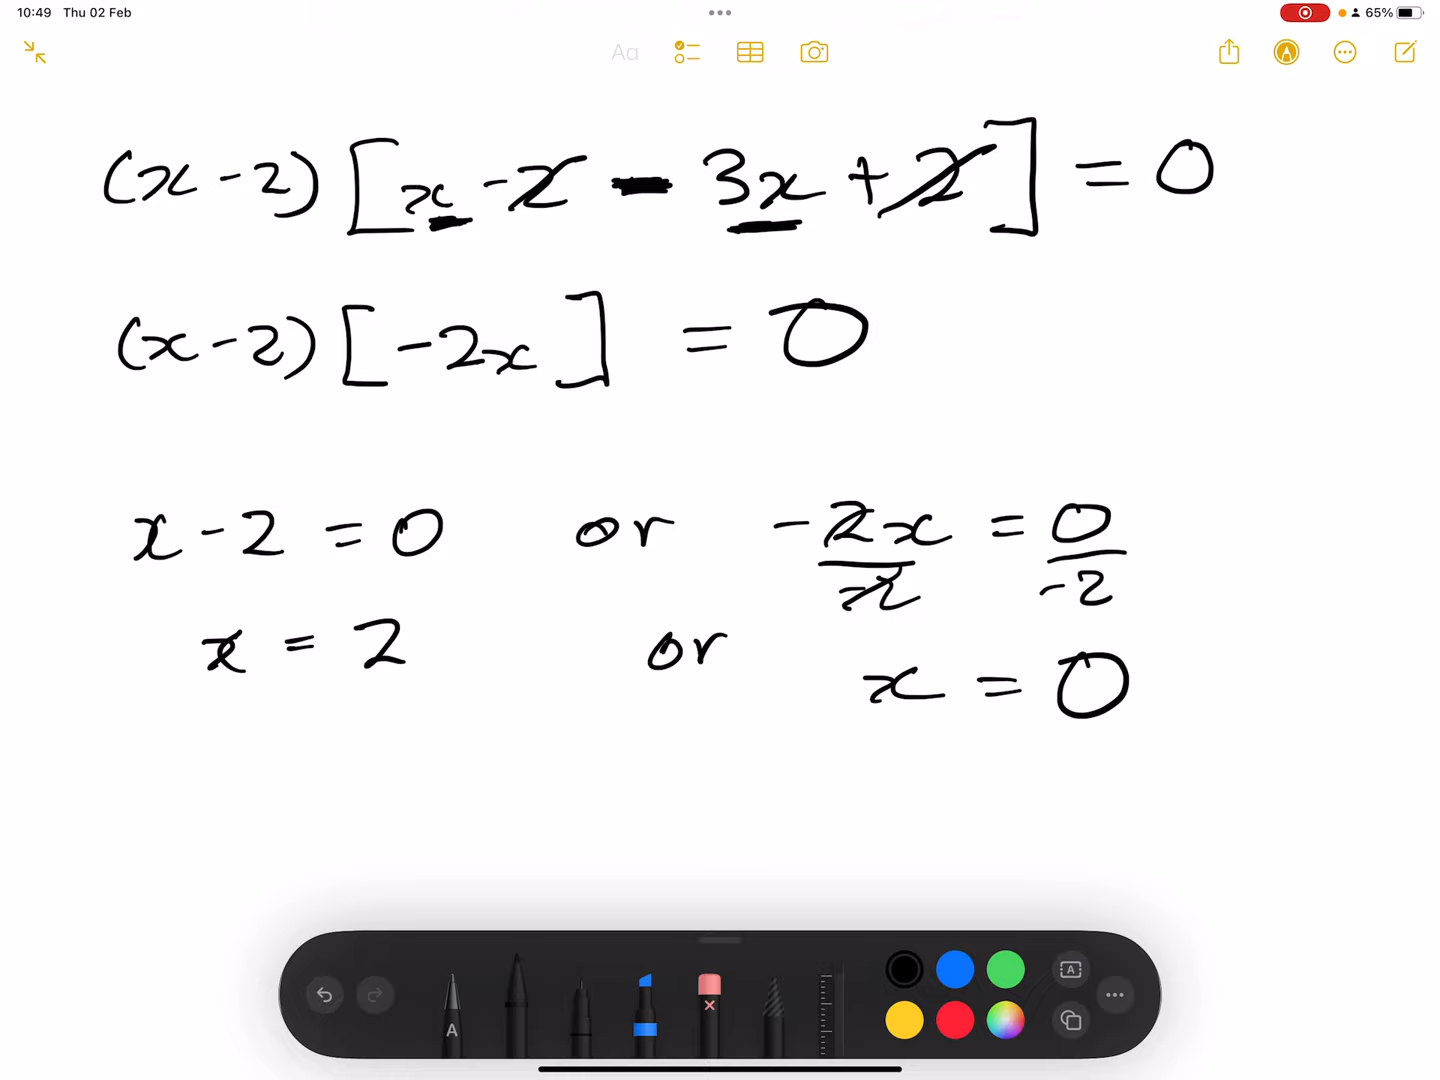 10:49 Thu 02 Feb 65%
Aa
(x-2)[x-2-3x+2]=0
(x-2)[-2x]=0
x-2=0 or -2x/-2=0/-2
x=2 or x=0
A A